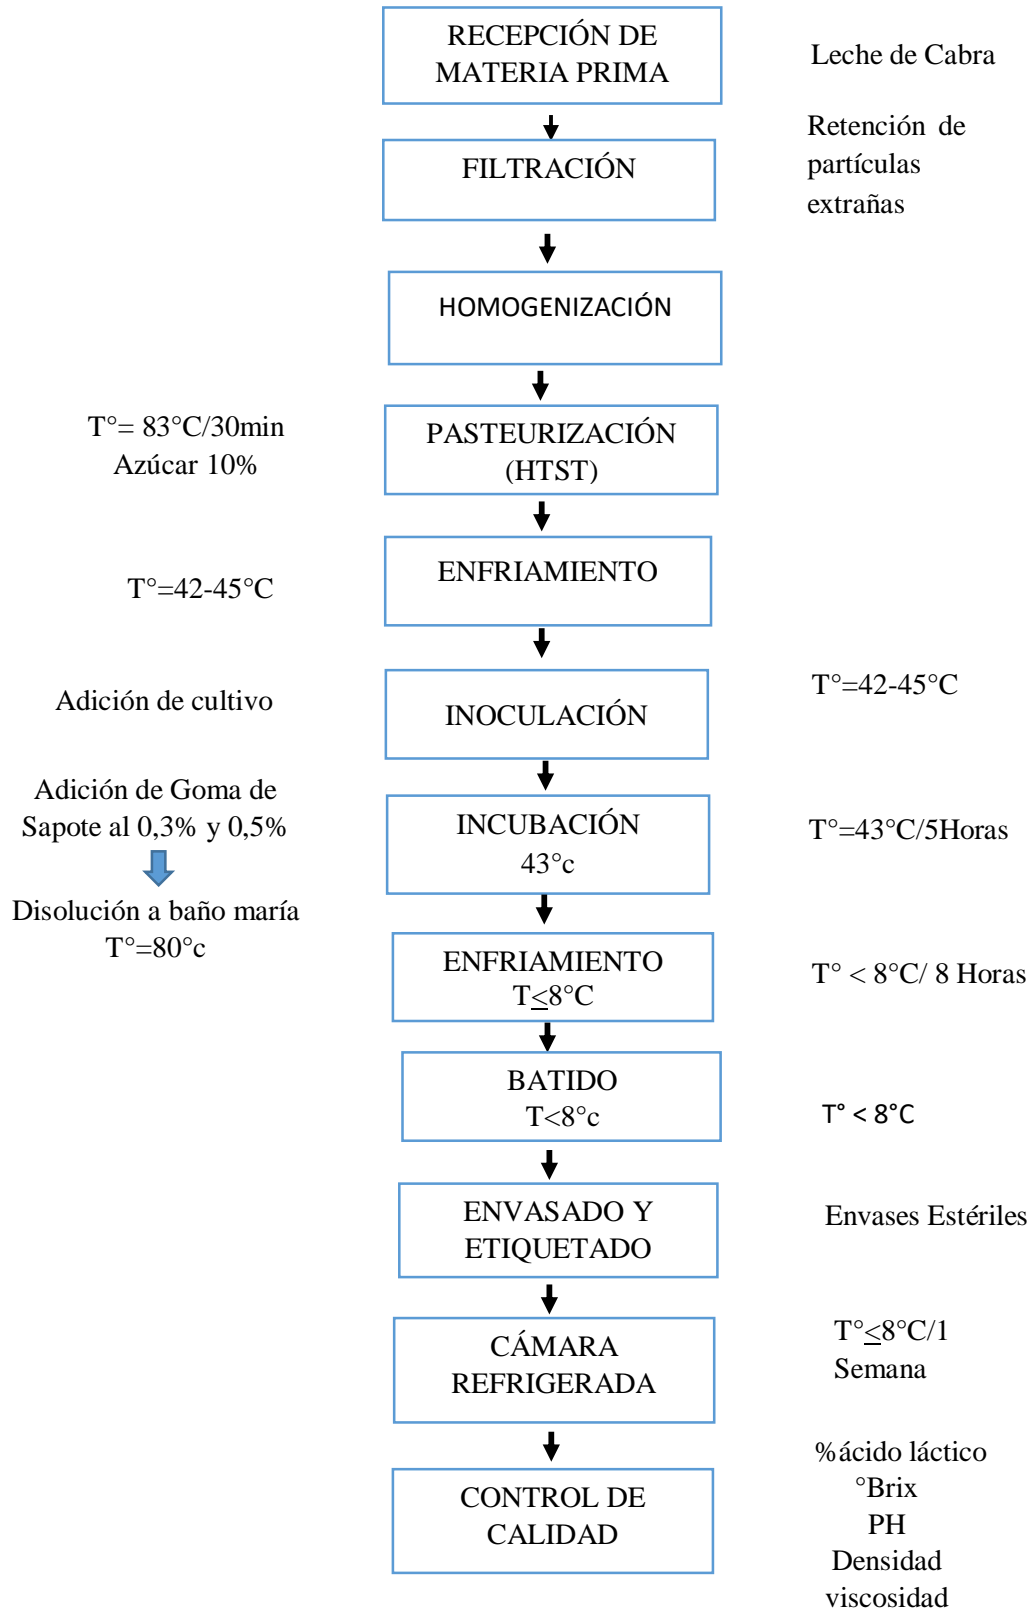 RECEPCIÓN DE
MATERIA PRIMA
Leche de Cabra
FILTRACIÓN
Retención de
partículas
extrañas
HOMOGENIZACIÓN
T°= 83°C/30min
Azúcar 10%
PASTEURIZACIÓN
(HTST)
T°=42-45°C
ENFRIAMIENTO
Adición de cultivo
INOCULACIÓN
T°=42-45°C
Adición de Goma de
Sapote al 0,3% y 0,5%
Disolución a baño maría
T°=80°c
INCUBACIÓN
43°c
T°=43°C/5Horas
ENFRIAMIENTO
T≤8°C
T° < 8°C/ 8 Horas
BATIDO
T<8°c
T° < 8°C
ENVASADO Y
ETIQUETADO
Envases Estériles
CÁMARA
REFRIGERADA
T°≤8°C/1
Semana
CONTROL DE
CALIDAD
%ácido láctico
°Brix
PH
Densidad
viscosidad